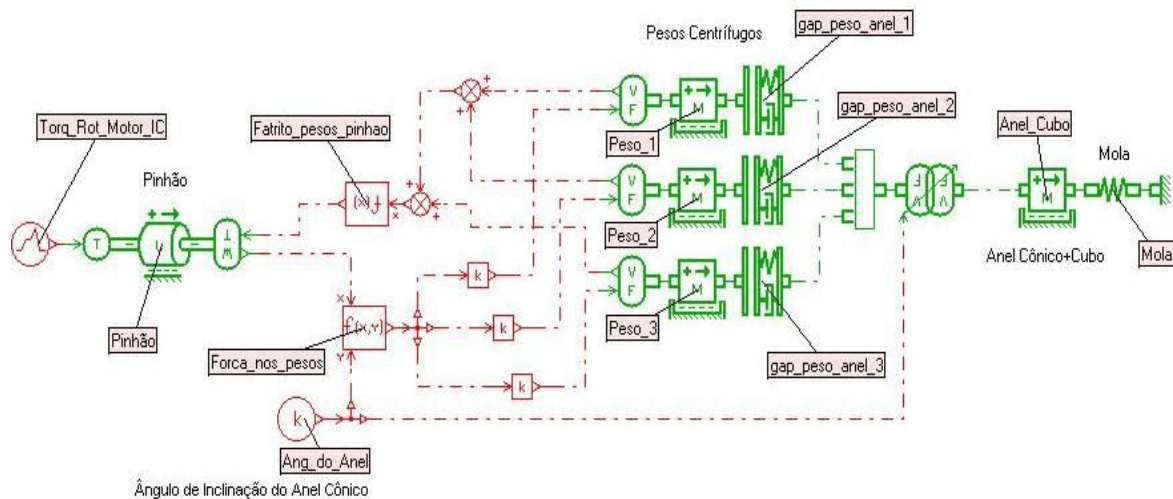 Pesos Centrífugos
gap_peso_anel_1
Torq_Rot_Motor_IC
Fatrito_pesos_pinhao
Pinhão
Peso_1
gap_peso_anel_2
Anel_Cubo
Mola
Peso_2
Anel Cônico+Cubo
Mola
Pinhão
Forca_nos_pesos
Peso_3
gap_peso_anel_3
Ang_do_Anel
Ângulo de Inclinação do Anel Cônico
+
+
V
F
+
M
f(x)
x
+
+
V
F
+
M
T
+
T
W
V
F
+
M
V
F
V
F
+
M
k
k
k
X
f(X,Y)
Y
k